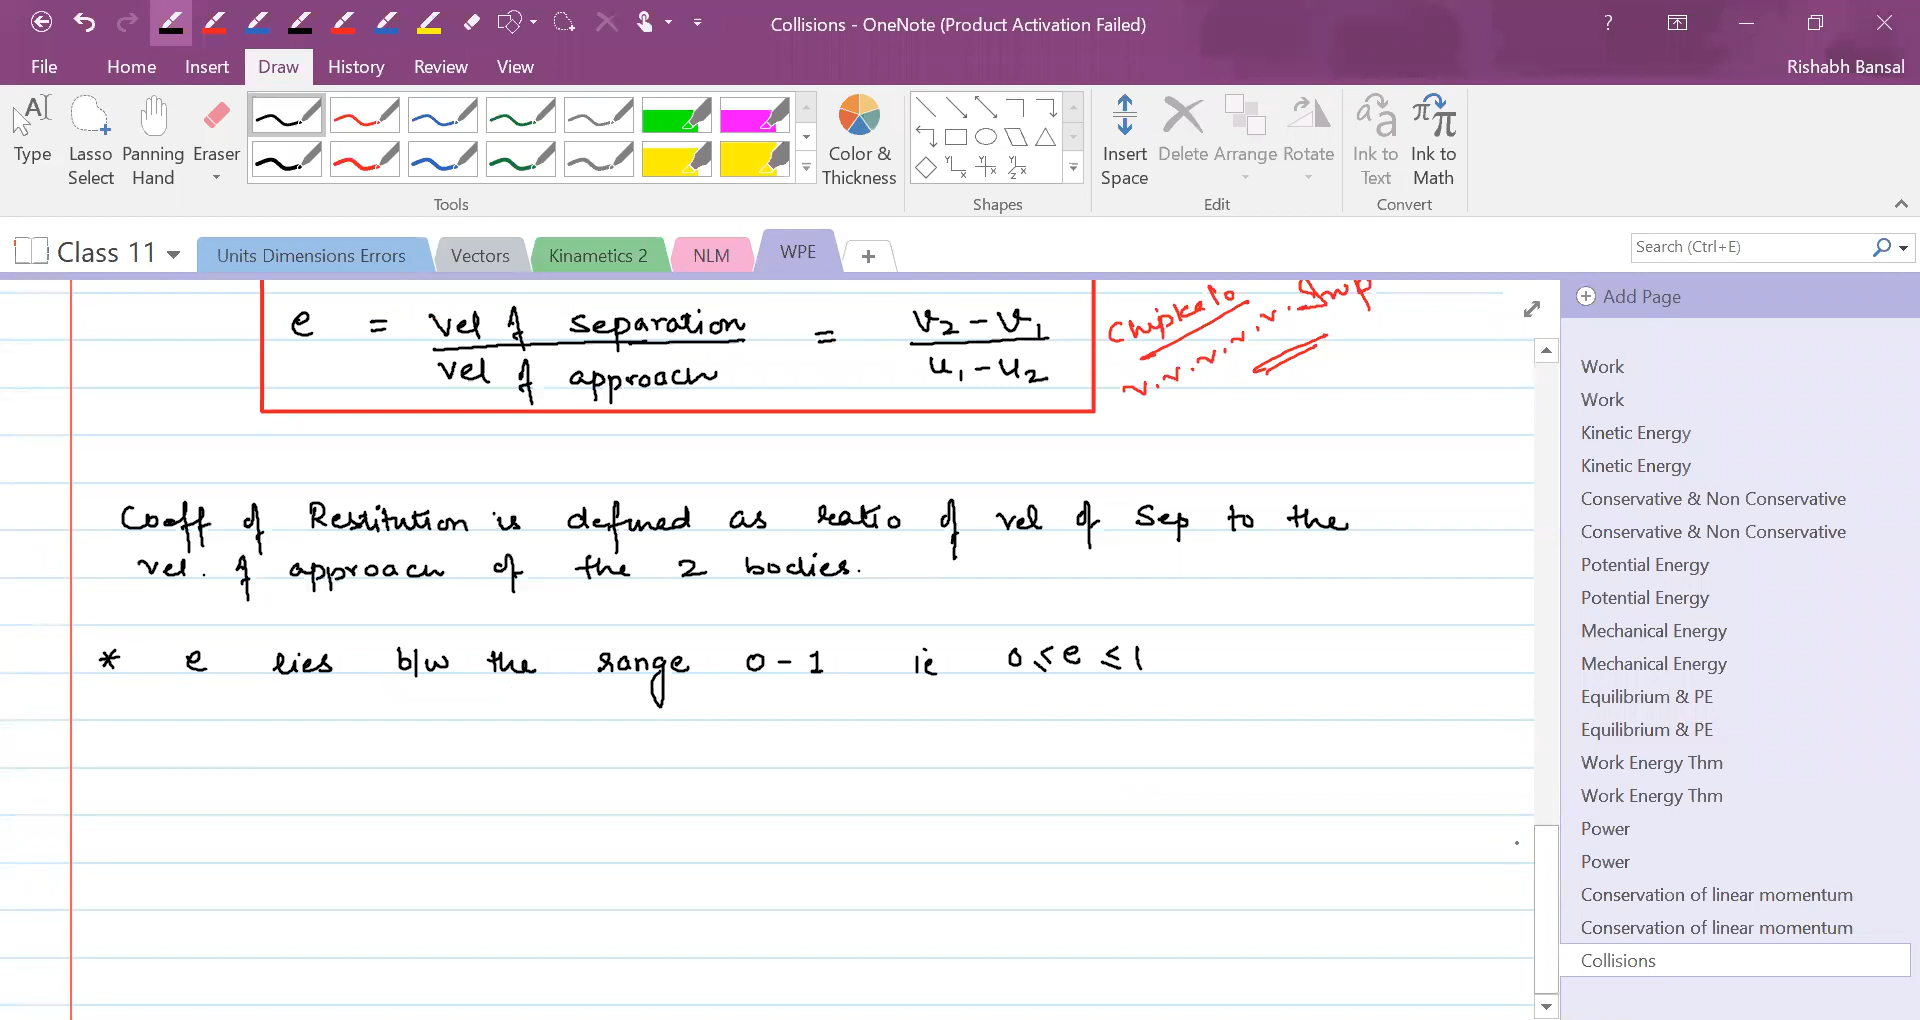 Collisions - OneNote (Product Activation Failed)
?
File Home Insert Draw History Review View
Rishabh Bansal
Type
Lasso Select
Panning Hand
Eraser
Color & Thickness
Insert Space
Delete Arrange Rotate
Ink to Text
Ink to Math
Tools
Shapes
Edit
Convert
Class 11
Units Dimensions Errors
Vectors
Kinametics 2
NLM
WPE
+
Search (Ctrl+E)
e = vel of separation / vel of approach = v₂ - v₁ / u₁ - u₂
Chipkalo
v.v.v.v.v.v. Imp
Coeff of Restitution is defined as ratio of vel of Sep to the
vel. of approach of the 2 bodies.
* e lies b/w the range 0 - 1 ie 0 ≤ e ≤ 1
Add Page
Work
Work
Kinetic Energy
Kinetic Energy
Conservative & Non Conservative
Conservative & Non Conservative
Potential Energy
Potential Energy
Mechanical Energy
Mechanical Energy
Equilibrium & PE
Equilibrium & PE
Work Energy Thm
Work Energy Thm
Power
Power
Conservation of linear momentum
Conservation of linear momentum
Collisions